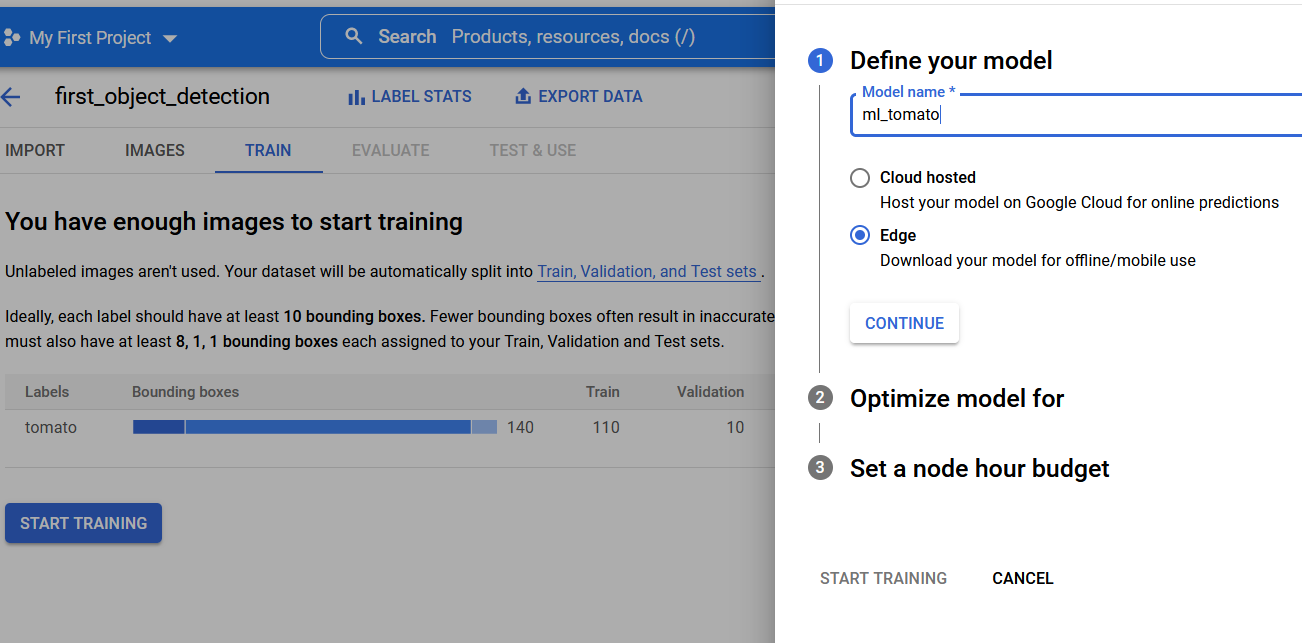 My First Project
Search Products, resources, docs (/)
first_object_detection
LABEL STATS
EXPORT DATA
IMPORT
IMAGES
TRAIN
EVALUATE
TEST & USE
You have enough images to start training
Unlabeled images aren't used. Your dataset will be automatically split into Train, Validation, and Test sets .
Ideally, each label should have at least 10 bounding boxes. Fewer bounding boxes often result in inaccurate
must also have at least 8, 1, 1 bounding boxes each assigned to your Train, Validation and Test sets.
Labels Bounding boxes Train Validation
tomato 140 110 10
START TRAINING
1 Define your model
Model name *
ml_tomato
Cloud hosted
Host your model on Google Cloud for online predictions
Edge
Download your model for offline/mobile use
CONTINUE
2 Optimize model for
3 Set a node hour budget
START TRAINING CANCEL